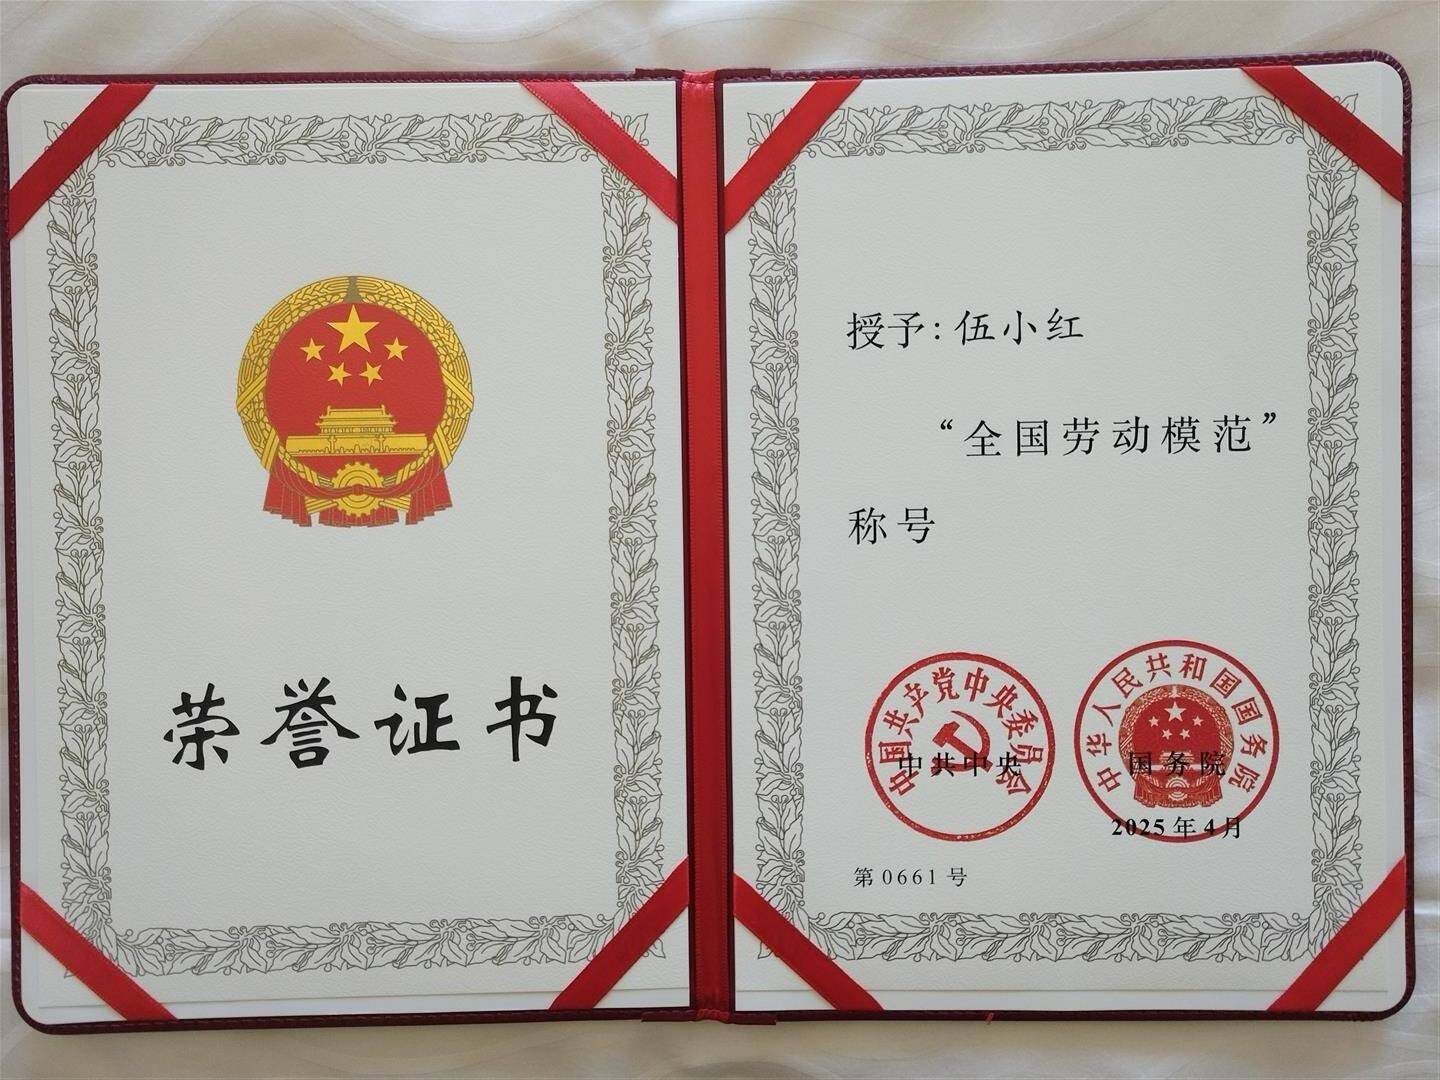 荣誉证书
授予：伍小红
“全国劳动模范”
称号
中国共产党中央委员会
中共中央
中华人民共和国国务院
国务院
2025年4月
第0661号